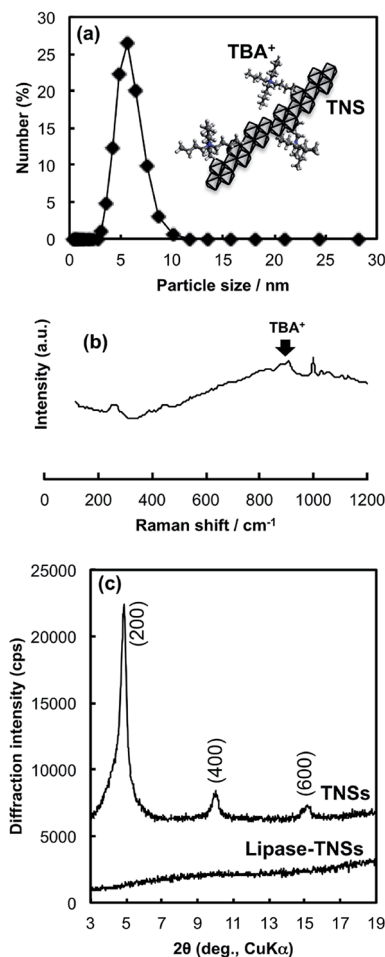 (a)
TBA+
TNS
30
25
20
15
10
5
0
Number (%)
0 5 10 15 20 25 30
Particle size / nm
(b)
TBA+
Intensity (a.u.)
0 200 400 600 800 1000 1200
Raman shift / cm-1
(c)
25000
20000
15000
10000
5000
0
Diffraction intensity (cps)
(200)
(400)
(600)
TNSs
Lipase-TNSs
3 5 7 9 11 13 15 17 19
2θ (deg., CuKα)